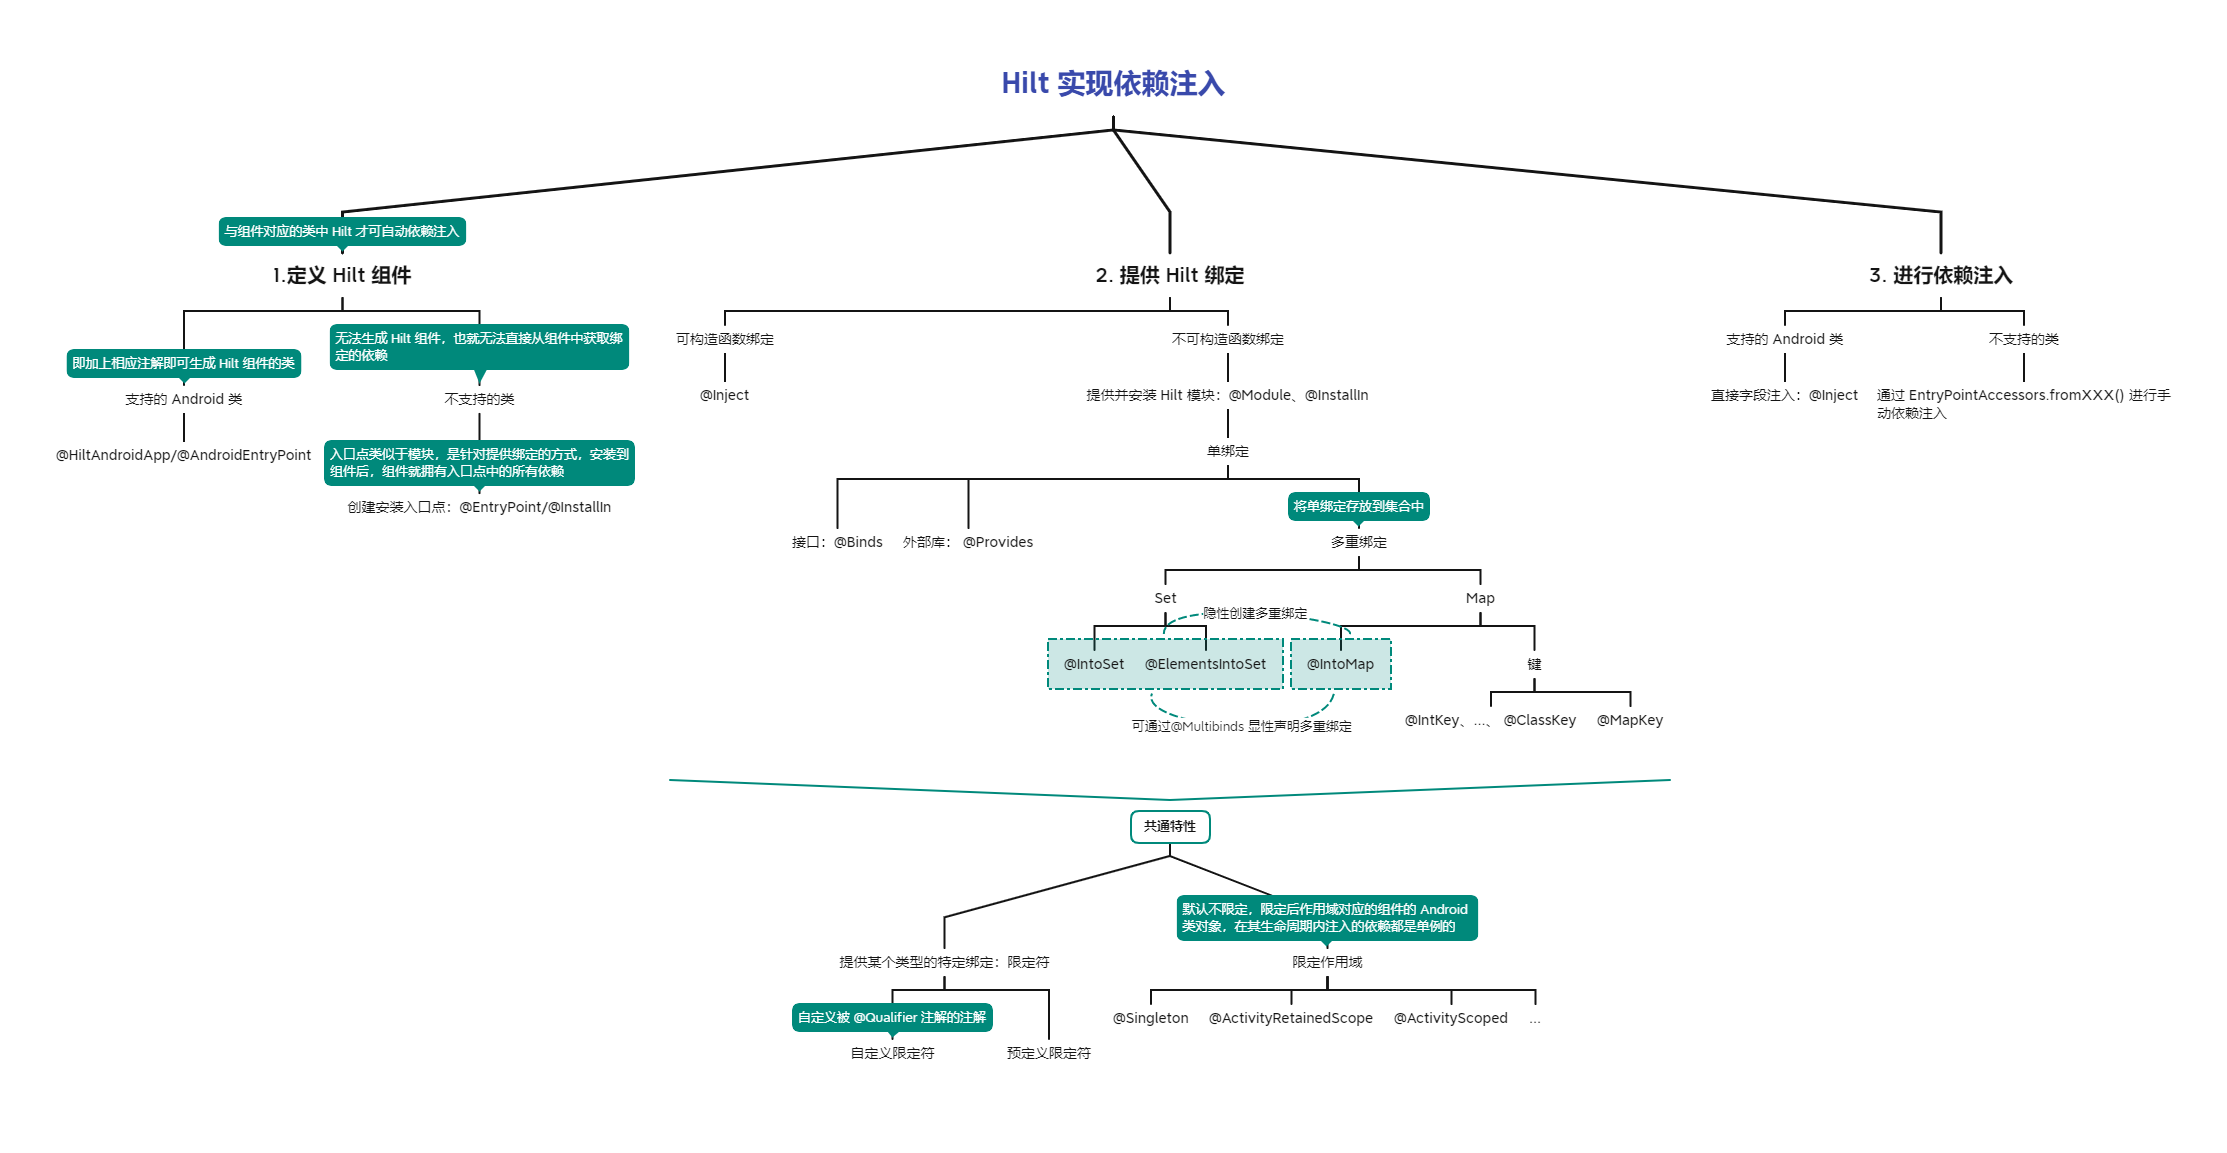 Hilt 实现依赖注入
与组件对应的类中 Hilt 才可自动依赖注入
1.定义 Hilt 组件
即加上相应注解即可生成 Hilt 组件的类
支持的 Android 类
@HiltAndroidApp/@AndroidEntryPoint
无法生成 Hilt 组件，也就无法直接从组件中获取绑
定的依赖
不支持的类
入口点类似于模块，是针对提供绑定的方式，安装到
组件后，组件就拥有入口点中的所有依赖
创建安装入口点：@EntryPoint/@InstallIn
2. 提供 Hilt 绑定
可构造函数绑定
@Inject
不可构造函数绑定
提供并安装 Hilt 模块：@Module、@InstallIn
单绑定
接口：@Binds
外部库： @Provides
将单绑定存放到集合中
多重绑定
Set
Map
隐性创建多重绑定
@IntoSet
@ElementsIntoSet
@IntoMap
键
可通过@Multibinds 显性声明多重绑定
@IntKey、...、 @ClassKey
@MapKey
3. 进行依赖注入
支持的 Android 类
直接字段注入：@Inject
不支持的类
通过 EntryPointAccessors.fromXXX() 进行手
动依赖注入
共通特性
提供某个类型的特定绑定：限定符
自定义被 @Qualifier 注解的注解
自定义限定符
预定义限定符
默认不限定，限定后作用域对应的组件的 Android
类对象，在其生命周期内注入的依赖都是单例的
限定作用域
@Singleton
@ActivityRetainedScope
@ActivityScoped
...